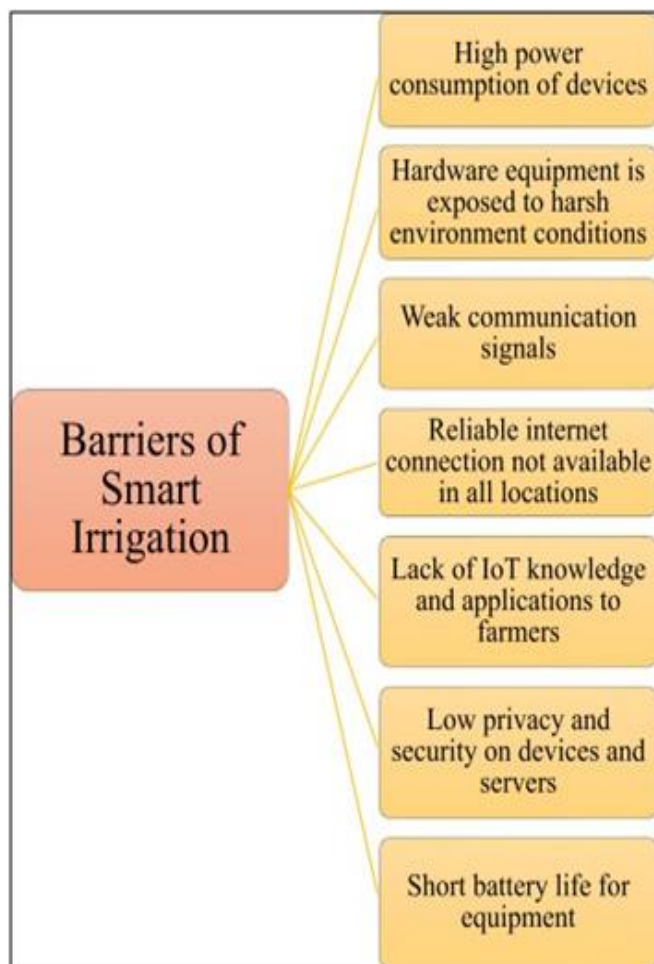 Barriers of
Smart
Irrigation
High power
consumption of devices
Hardware equipment is
exposed to harsh
environment conditions
Weak communication
signals
Reliable internet
connection not available
in all locations
Lack of IoT knowledge
and applications to
farmers
Low privacy and
security on devices and
servers
Short battery life for
equipment